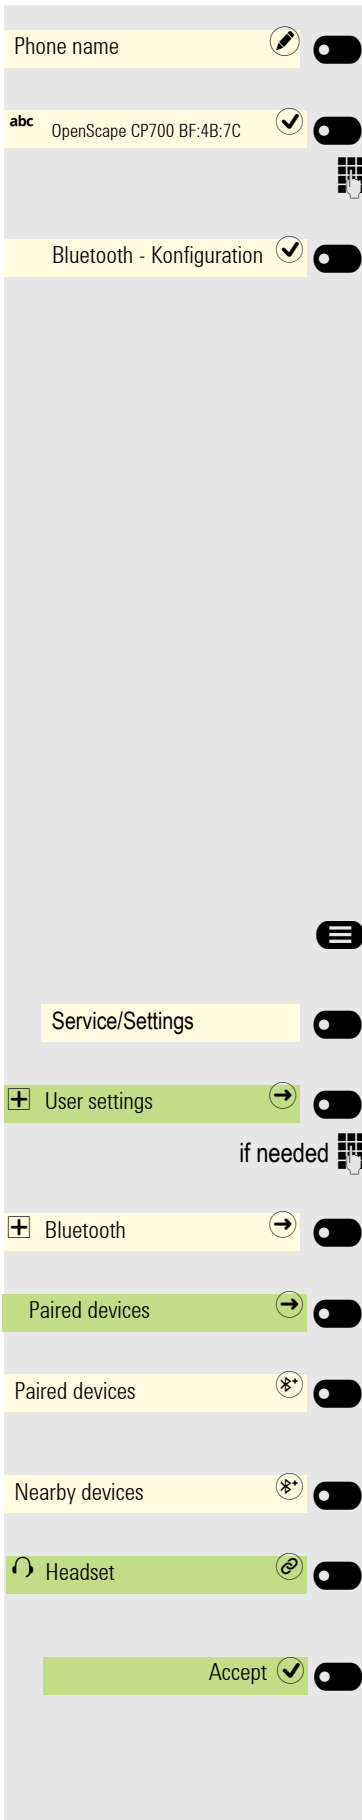 Phone name
abc OpenScape CP700 BF:4B:7C
Bluetooth - Konfiguration
Service/Settings
User settings
if needed
Bluetooth
Paired devices
Paired devices
Nearby devices
Headset
Accept